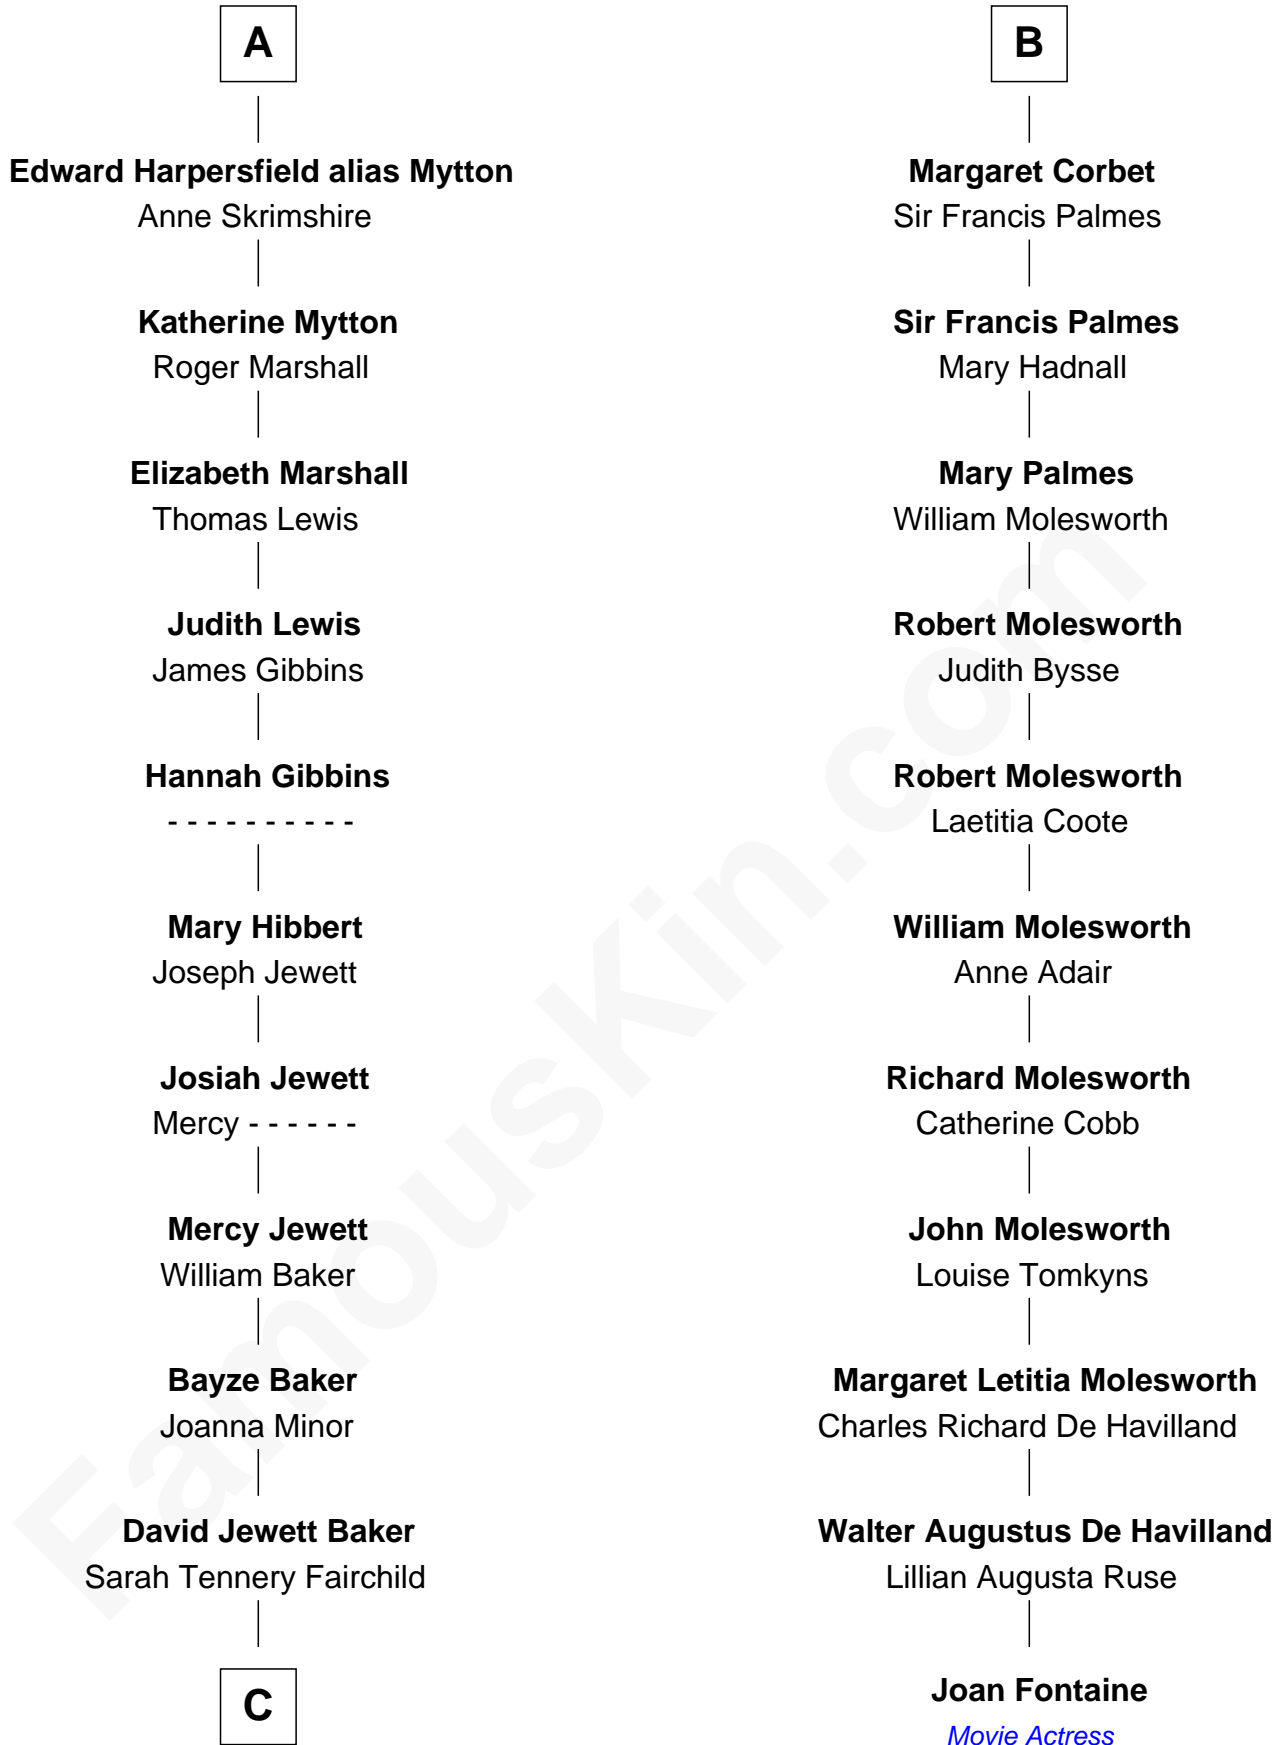 A
Edward Harpersfield alias Mytton
Anne Skrimshire
Katherine Mytton
Roger Marshall
Elizabeth Marshall
Thomas Lewis
Judith Lewis
James Gibbins
Hannah Gibbins
- - - - - - - - - -
Mary Hibbert
Joseph Jewett
Josiah Jewett
Mercy - - - - - -
Mercy Jewett
William Baker
Bayze Baker
Joanna Minor
David Jewett Baker
Sarah Tennery Fairchild
C
B
Margaret Corbet
Sir Francis Palmes
Sir Francis Palmes
Mary Hadnall
Mary Palmes
William Molesworth
Robert Molesworth
Judith Bysse
Robert Molesworth
Laetitia Coote
William Molesworth
Anne Adair
Richard Molesworth
Catherine Cobb
John Molesworth
Louise Tomkyns
Margaret Letitia Molesworth
Charles Richard De Havilland
Walter Augustus De Havilland
Lillian Augusta Ruse
Joan Fontaine
Movie Actress
FamousKin.com